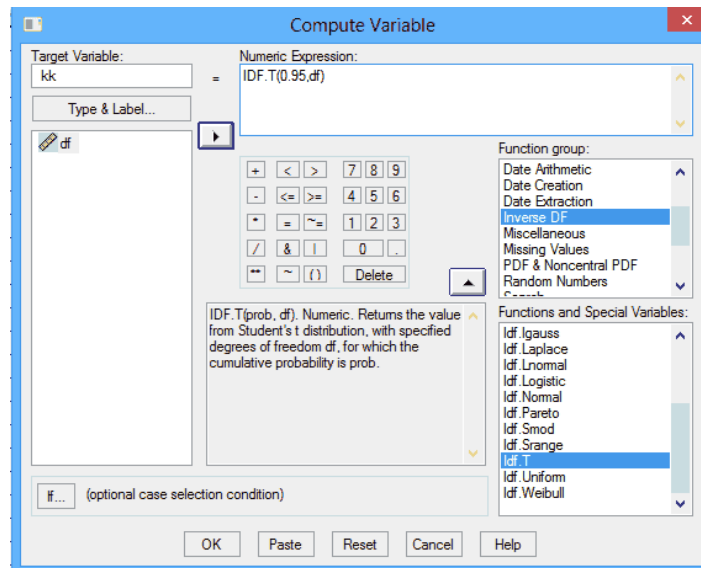 Compute Variable
Target Variable:
kk
=
Numeric Expression:
IDF.T(0.95,df)
Type & Label...
df
+ < > 7 8 9
- <= >= 4 5 6
* = ~= 1 2 3
/ & | 0 .
** ~ () Delete
Function group:
Date Arithmetic
Date Creation
Date Extraction
Inverse DF
Miscellaneous
Missing Values
PDF & Noncentral PDF
Random Numbers
IDF.T(prob, df). Numeric. Returns the value
from Student's t distribution, with specified
degrees of freedom df, for which the
cumulative probability is prob.
Functions and Special Variables:
Idf.Igauss
Idf.Laplace
Idf.Lnormal
Idf.Logistic
Idf.Normal
Idf.Pareto
Idf.Smod
Idf.Srange
Idf.T
Idf.Uniform
Idf.Weibull
If... (optional case selection condition)
OK Paste Reset Cancel Help